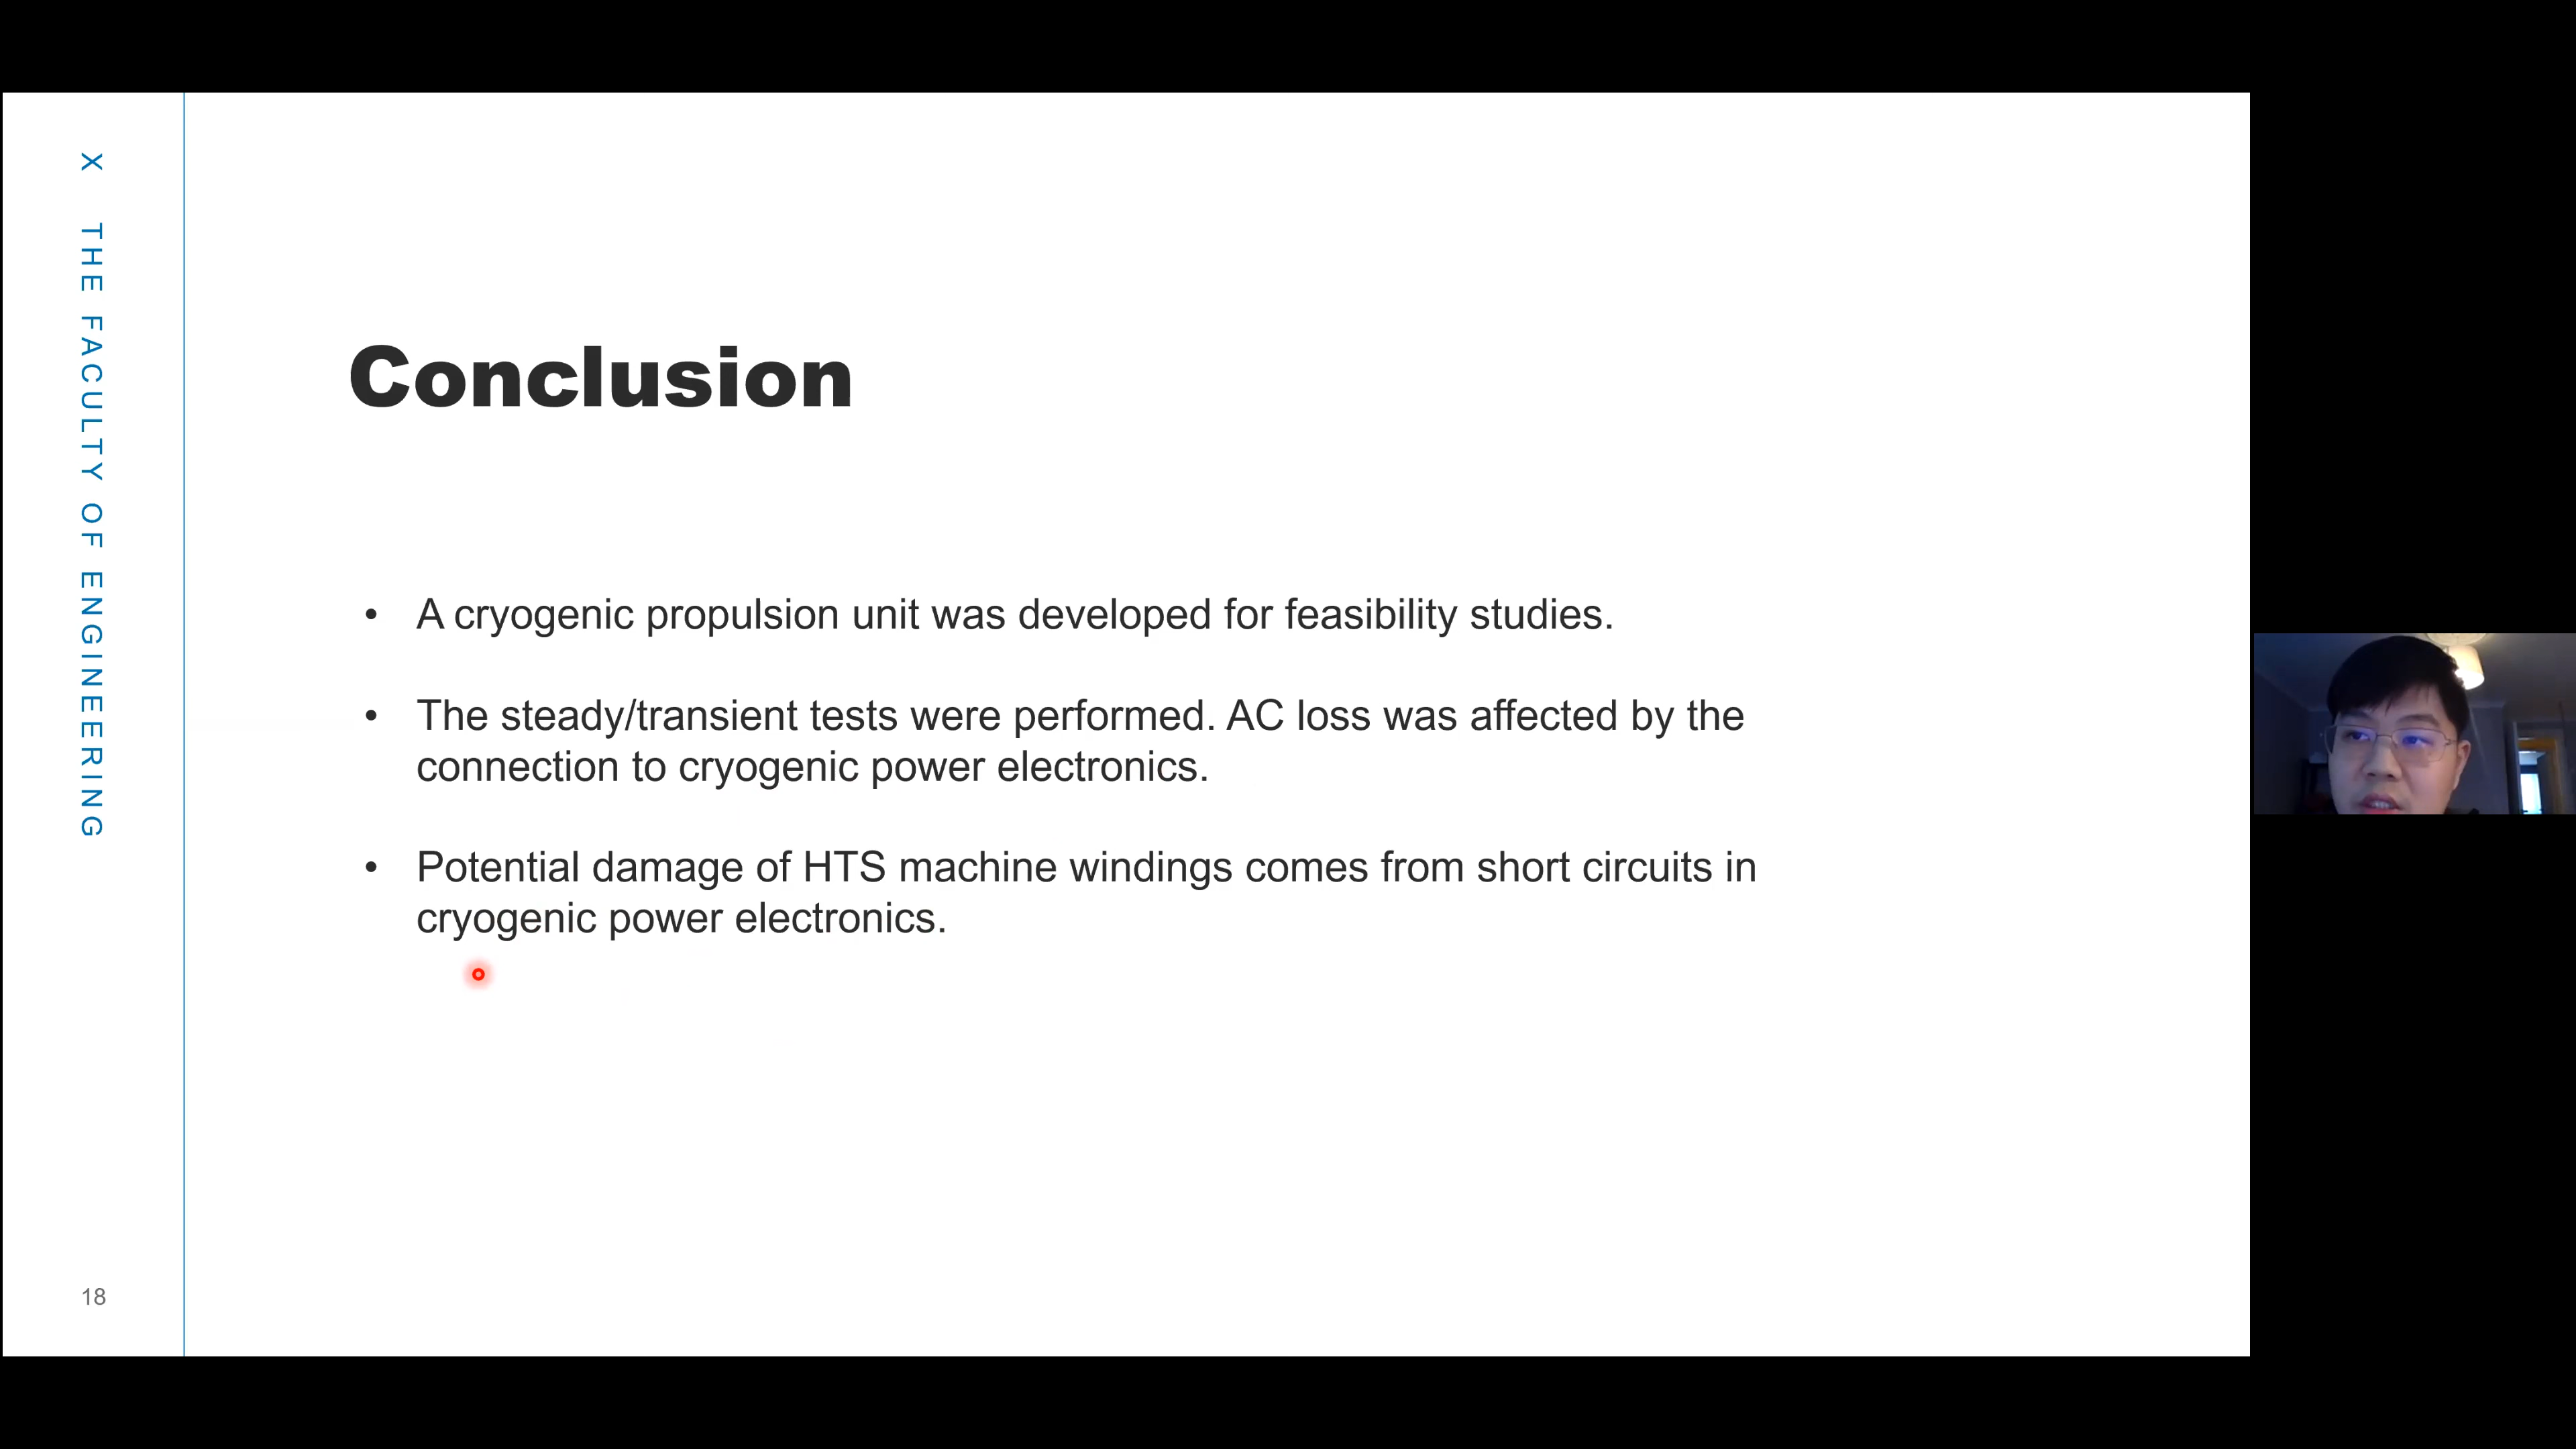 X THE FACULTY OF ENGINEERING
Conclusion
• A cryogenic propulsion unit was developed for feasibility studies.
• The steady/transient tests were performed. AC loss was affected by the
connection to cryogenic power electronics.
• Potential damage of HTS machine windings comes from short circuits in
cryogenic power electronics.
18